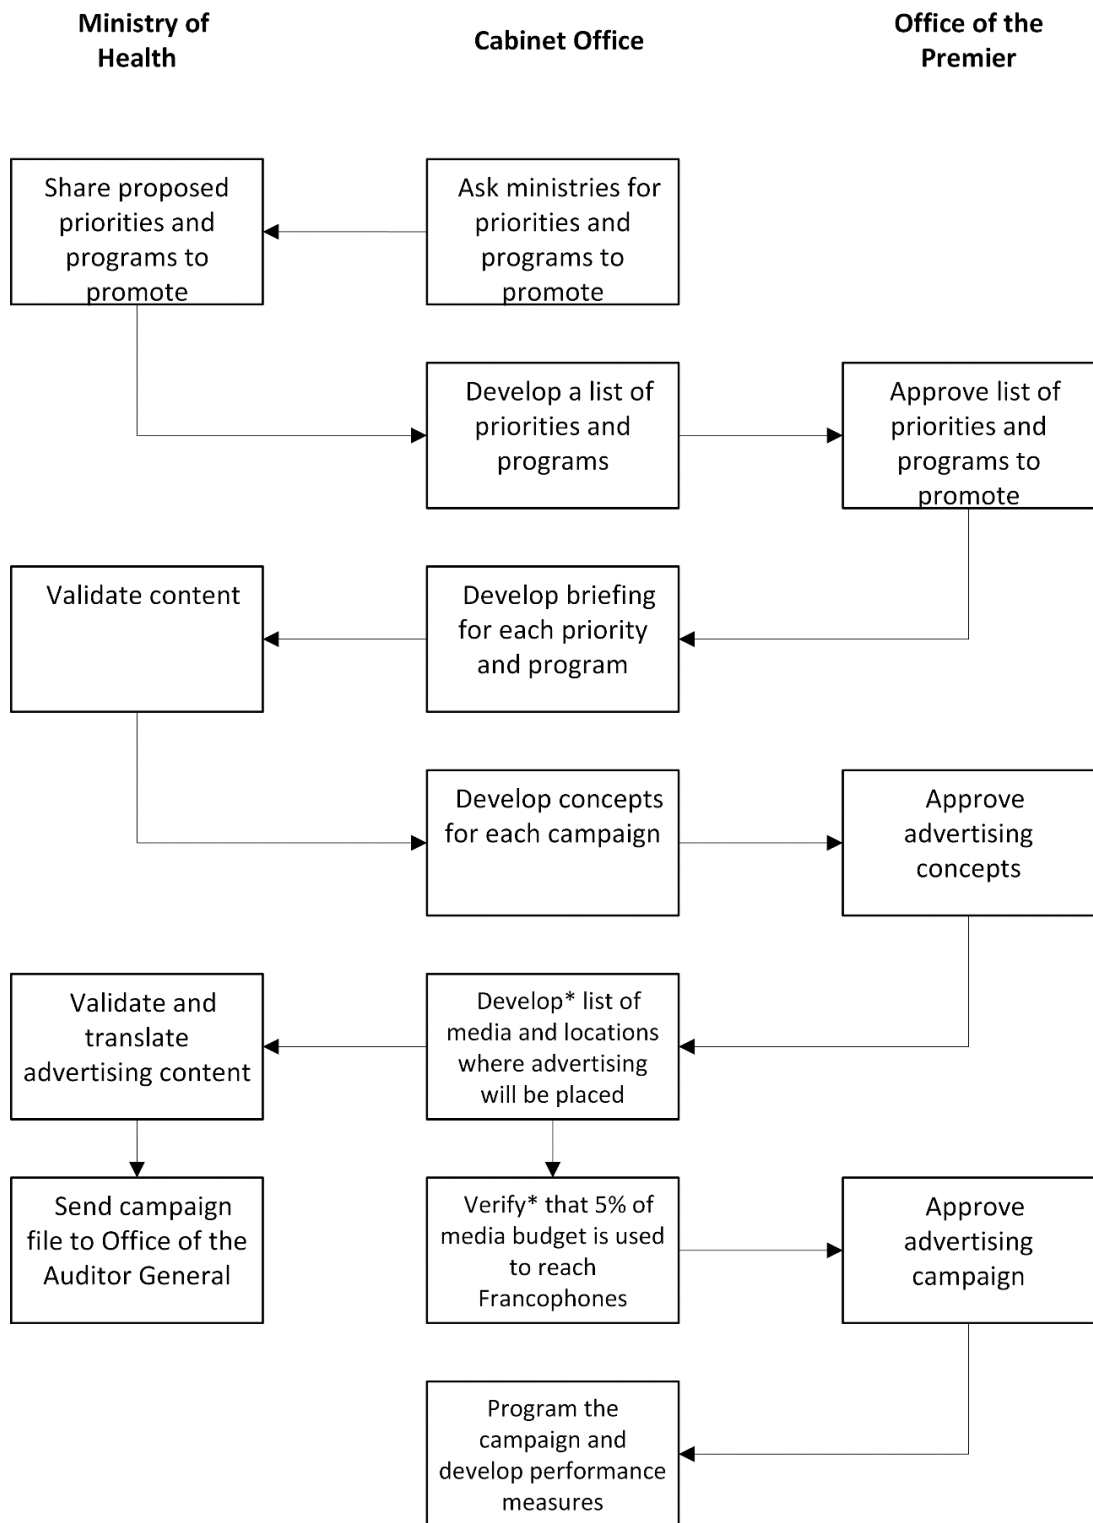 Ministry of
Health
Cabinet Office
Office of the
Premier
Share proposed
priorities and
programs to
promote
Ask ministries for
priorities and
programs to
promote
Develop a list of
priorities and
programs
Approve list of
priorities and
programs to
promote
Validate content
Develop briefing
for each priority
and program
Develop concepts
for each campaign
Approve
advertising
concepts
Validate and
translate
advertising content
Develop* list of
media and locations
where advertising
will be placed
Send campaign
file to Office of the
Auditor General
Verify* that 5% of
media budget is used
to reach
Francophones
Approve
advertising
campaign
Program the
campaign and
develop performance
measures